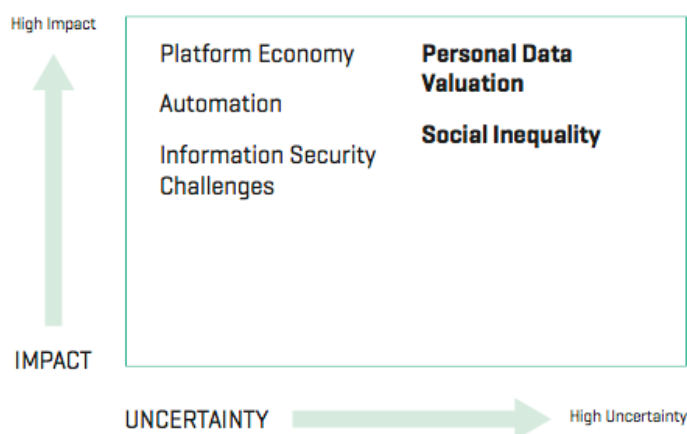 High Impact
Platform Economy
Automation
Information Security
Challenges
Personal Data
Valuation
Social Inequality
IMPACT
UNCERTAINTY
High Uncertainty